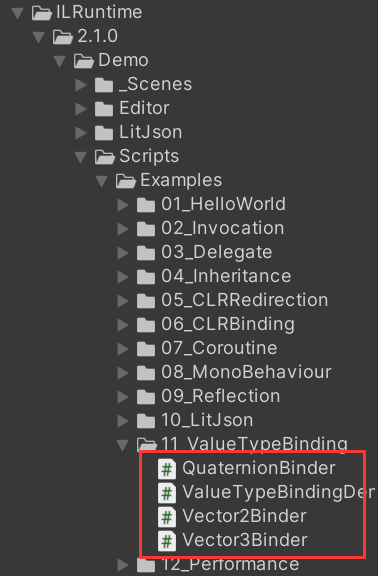 ILRuntime
2.1.0
Demo
_Scenes
Editor
LitJson
Scripts
Examples
01_HelloWorld
02_Invocation
03_Delegate
04_Inheritance
05_CLRRedirection
06_CLRBinding
07_Coroutine
08_MonoBehaviour
09_Reflection
10_LitJson
11_ValueTypeBinding
QuaternionBinder
ValueTypeBindingDer
Vector2Binder
Vector3Binder
12_Performance